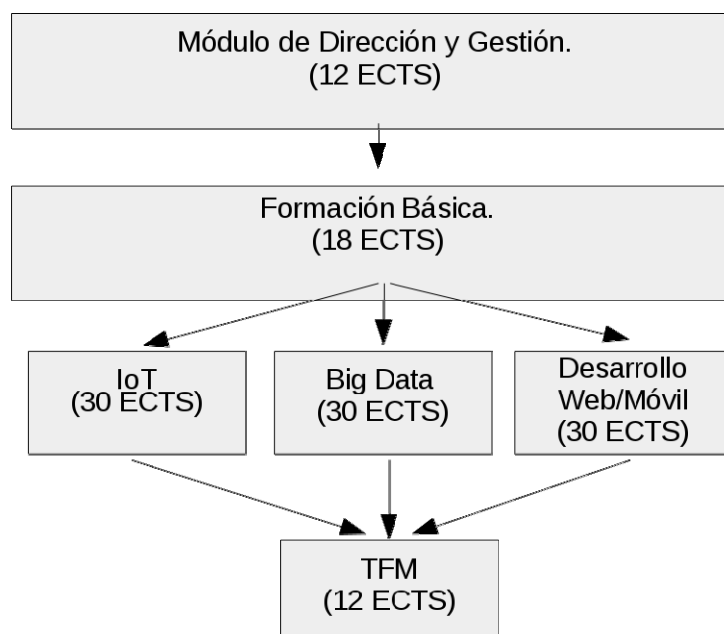 Módulo de Dirección y Gestión.
(12 ECTS)
Formación Básica.
(18 ECTS)
IoT
(30 ECTS)
Big Data
(30 ECTS)
Desarrollo
Web/Móvil
(30 ECTS)
TFM
(12 ECTS)